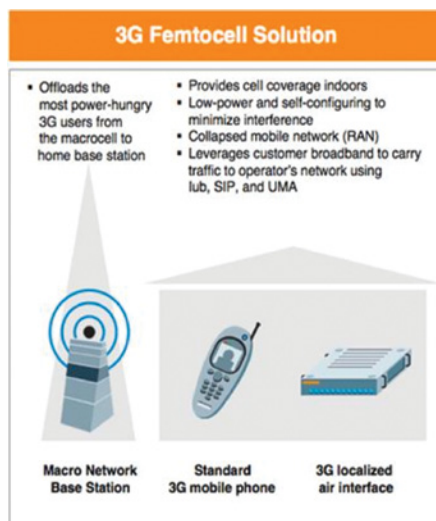 3G Femtocell Solution
▪ Offloads the
most power-hungry
3G users from
the macrocell to
home base station
▪ Provides cell coverage indoors
▪ Low-power and self-configuring to
minimize interference
▪ Collapsed mobile network (RAN)
▪ Leverages customer broadband to carry
traffic to operator's network using
Iub, SIP, and UMA
Macro Network
Base Station
Standard
3G mobile phone
3G localized
air interface